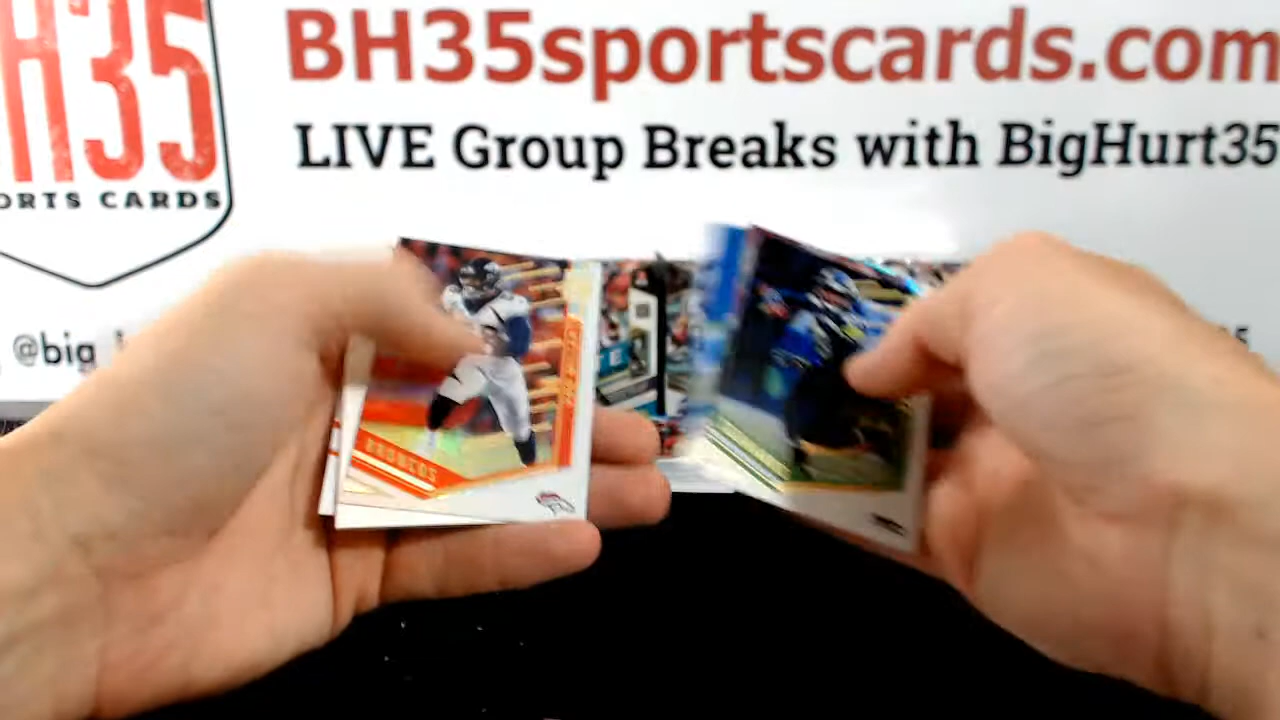 H35
ORTS CARDS
BH35sportscards.com
LIVE Group Breaks with BigHurt35
@big
BRONCOS